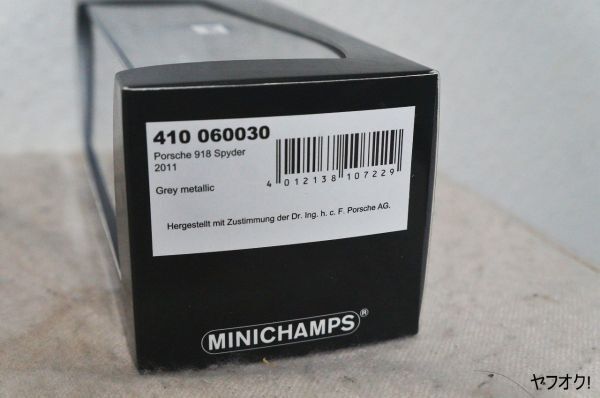 410 060030
Porsche 918 Spyder
2011
Grey metallic
4 012138 107229
Hergestellt mit Zustimmung der Dr. Ing. h. c. F. Porsche AG.
MINICHAMPS®
ヤフオク!